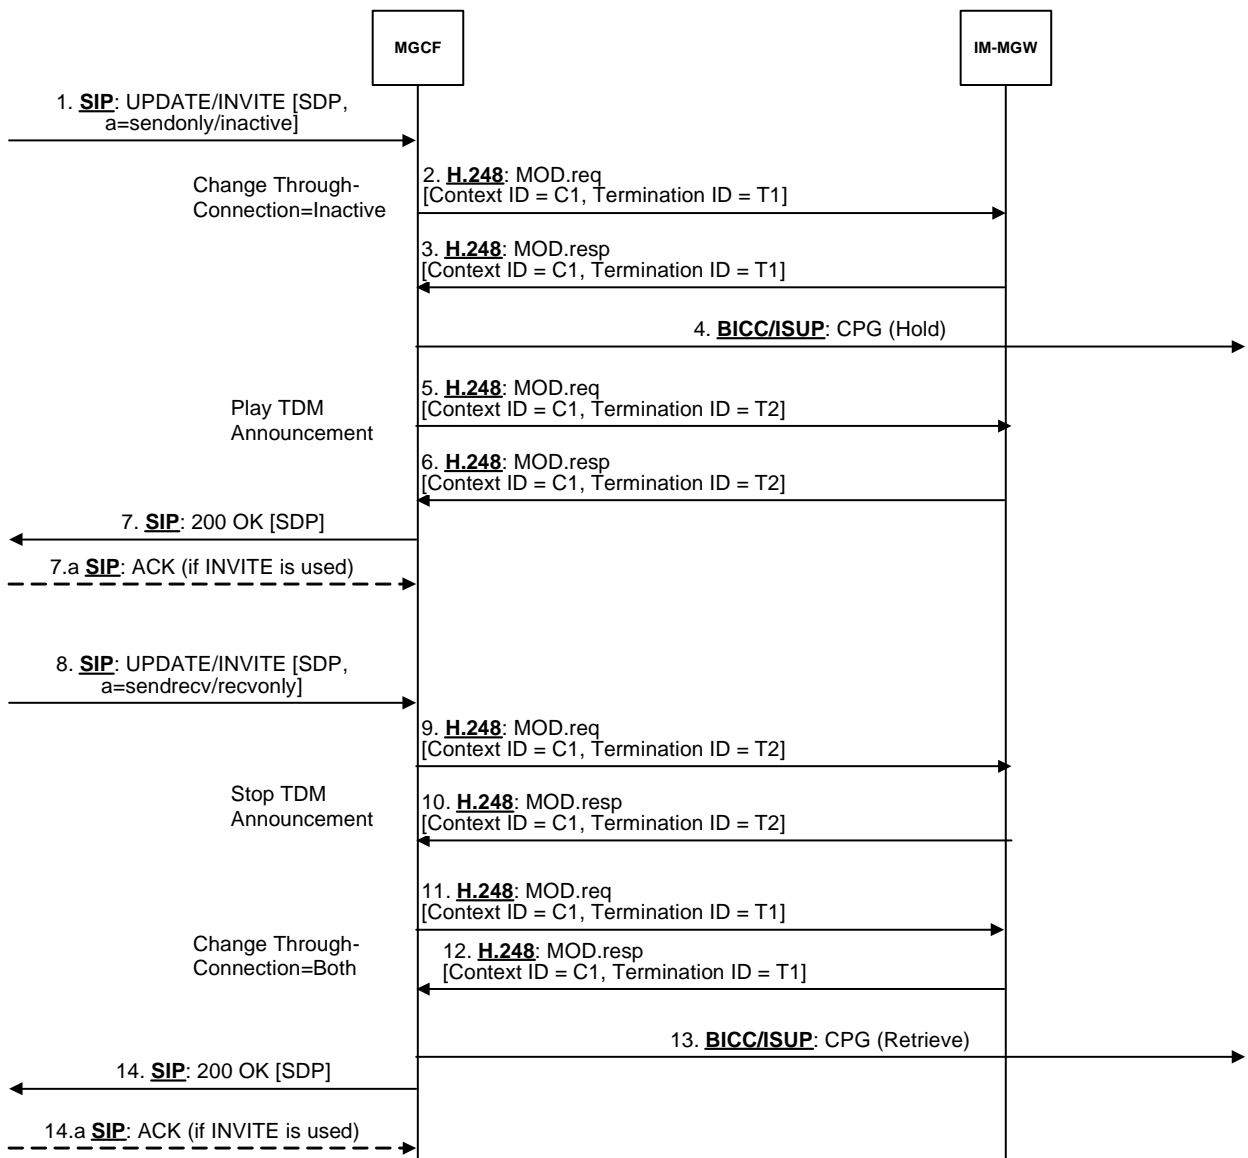 MGCF
IM-MGW
1. SIP: UPDATE/INVITE [SDP,
a=sendonly/inactive]
Change Through-
Connection=Inactive
2. H.248: MOD.req
[Context ID = C1, Termination ID = T1]
3. H.248: MOD.resp
[Context ID = C1, Termination ID = T1]
4. BICC/ISUP: CPG (Hold)
Play TDM
Announcement
5. H.248: MOD.req
[Context ID = C1, Termination ID = T2]
6. H.248: MOD.resp
[Context ID = C1, Termination ID = T2]
7. SIP: 200 OK [SDP]
7.a SIP: ACK (if INVITE is used)
8. SIP: UPDATE/INVITE [SDP,
a=sendrecv/recvonly]
9. H.248: MOD.req
[Context ID = C1, Termination ID = T2]
Stop TDM
Announcement
10. H.248: MOD.resp
[Context ID = C1, Termination ID = T2]
11. H.248: MOD.req
[Context ID = C1, Termination ID = T1]
Change Through-
Connection=Both
12. H.248: MOD.resp
[Context ID = C1, Termination ID = T1]
13. BICC/ISUP: CPG (Retrieve)
14. SIP: 200 OK [SDP]
14.a SIP: ACK (if INVITE is used)